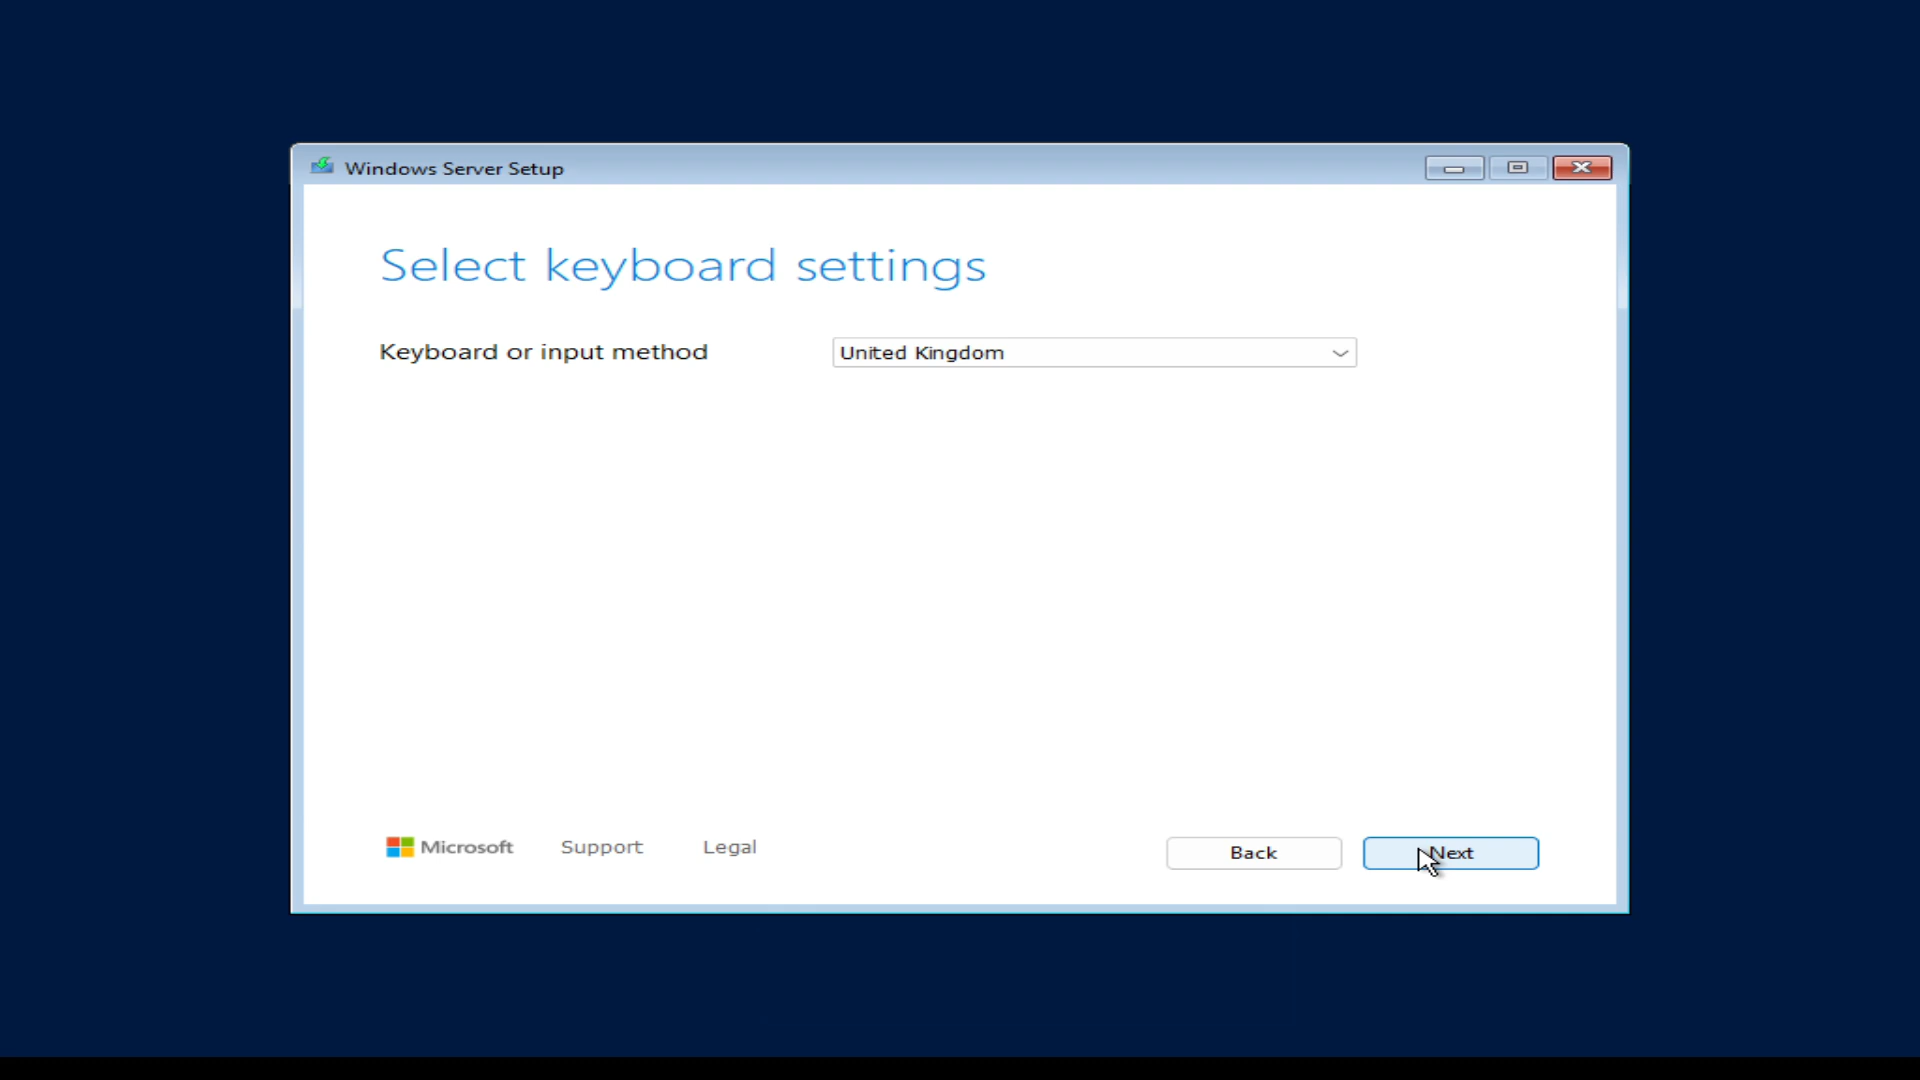 Windows Server Setup
Select keyboard settings
Keyboard or input method
United Kingdom
Microsoft
Support
Legal
Back
Next